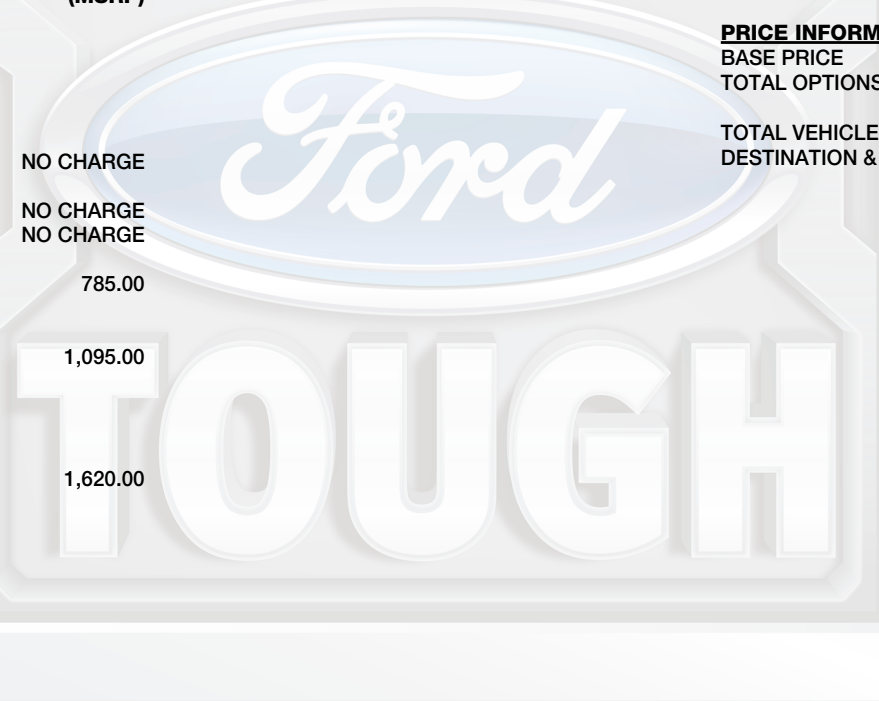 (MSRP)
NO CHARGE
NO CHARGE
NO CHARGE
785.00
1,095.00
1,620.00
PRICE INFORM
BASE PRICE
TOTAL OPTIONS
TOTAL VEHICLE
DESTINATION &
Ford
TOUGH